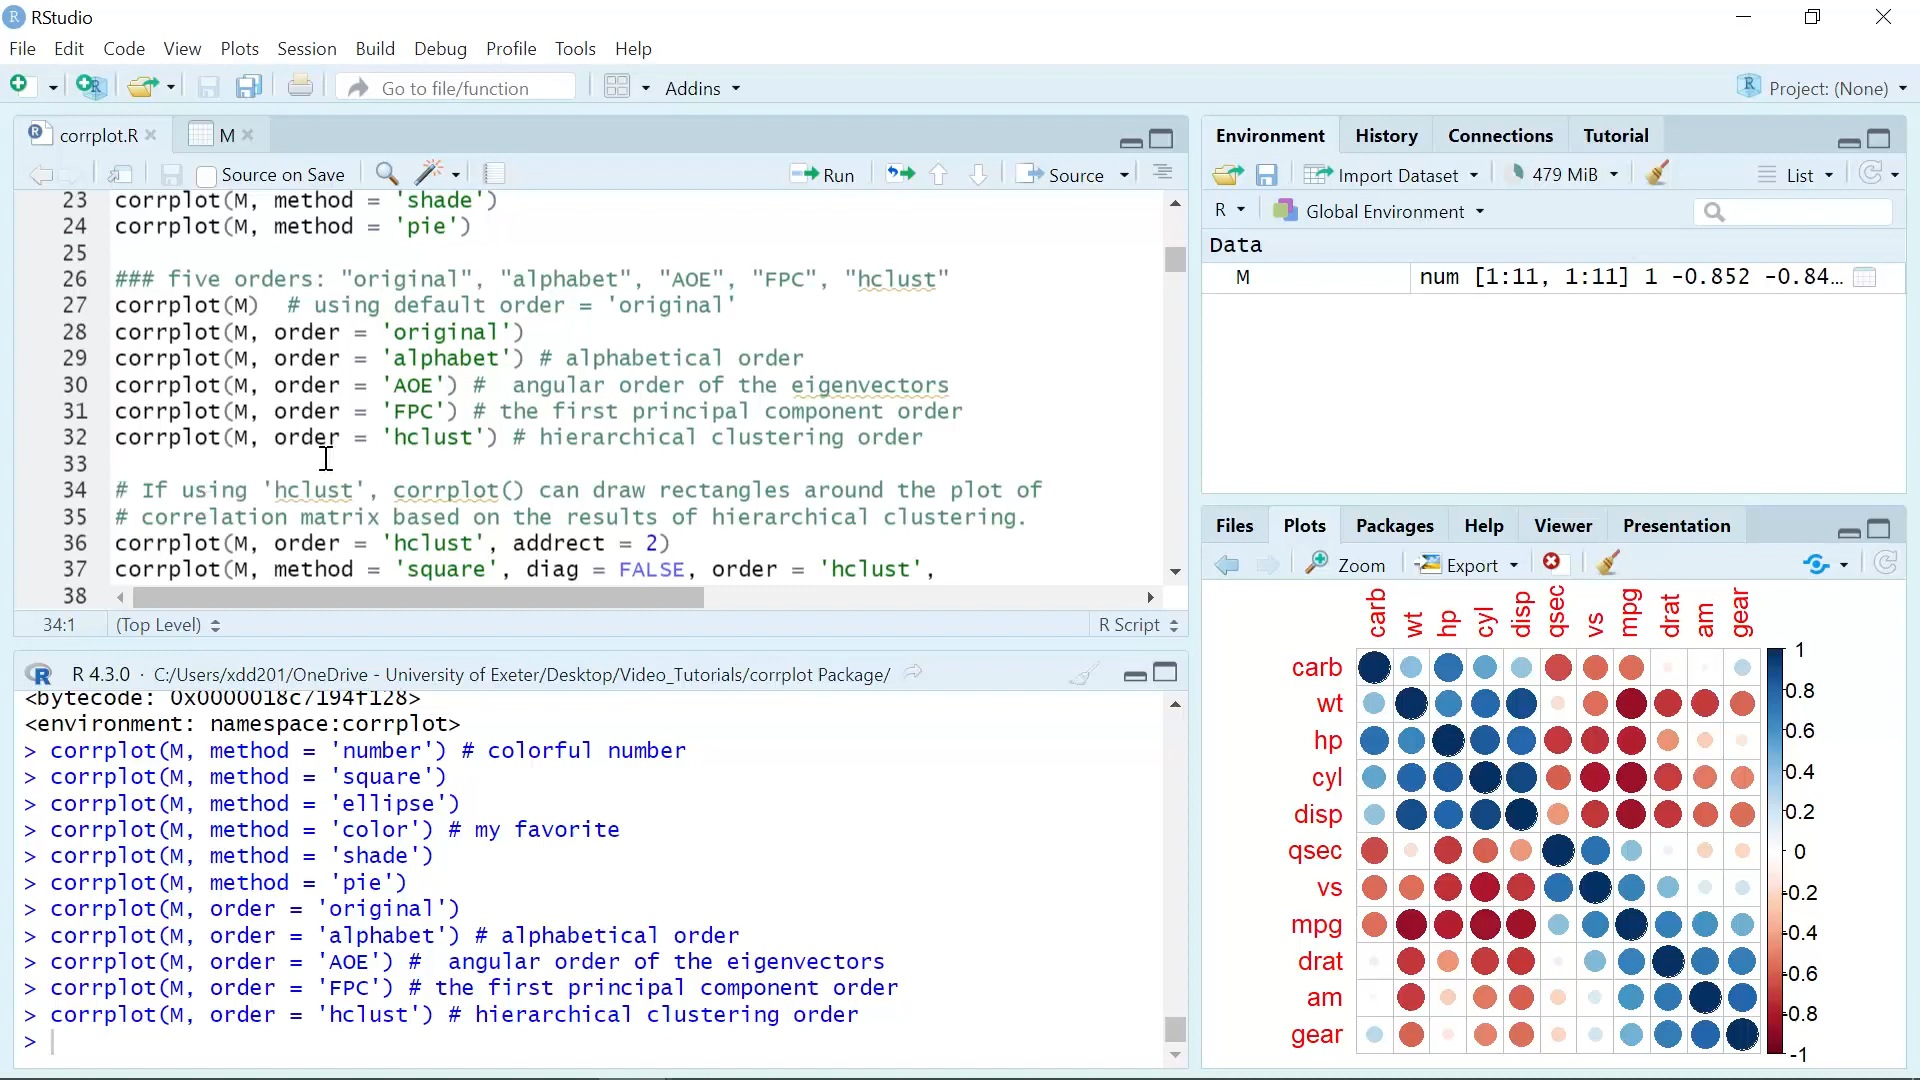 RStudio
File Edit Code View Plots Session Build Debug Profile Tools Help
Go to file/function Addins Project: (None)
corrplot.R M
Source on Save Run Source
23 corrplot(M, method = 'shade')
24 corrplot(M, method = 'pie')
25
26 ### five orders: "original", "alphabet", "AOE", "FPC", "hclust"
27 corrplot(M) # using default order = 'original'
28 corrplot(M, order = 'original')
29 corrplot(M, order = 'alphabet') # alphabetical order
30 corrplot(M, order = 'AOE') #  angular order of the eigenvectors
31 corrplot(M, order = 'FPC') # the first principal component order
32 corrplot(M, order = 'hclust') # hierarchical clustering order
33
34 # If using 'hclust', corrplot() can draw rectangles around the plot of
35 # correlation matrix based on the results of hierarchical clustering.
36 corrplot(M, order = 'hclust', addrect = 2)
37 corrplot(M, method = 'square', diag = FALSE, order = 'hclust',
38
34:1 (Top Level) R Script
R 4.3.0 · C:/Users/xdd201/OneDrive - University of Exeter/Desktop/Video_Tutorials/corrplot Package/
<bytecode: 0x0000018c7194f128>
<environment: namespace:corrplot>
> corrplot(M, method = 'number') # colorful number
> corrplot(M, method = 'square')
> corrplot(M, method = 'ellipse')
> corrplot(M, method = 'color') # my favorite
> corrplot(M, method = 'shade')
> corrplot(M, method = 'pie')
> corrplot(M, order = 'original')
> corrplot(M, order = 'alphabet') # alphabetical order
> corrplot(M, order = 'AOE') #  angular order of the eigenvectors
> corrplot(M, order = 'FPC') # the first principal component order
> corrplot(M, order = 'hclust') # hierarchical clustering order
>
Environment History Connections Tutorial
Import Dataset 479 MiB List
R Global Environment
Data
M num [1:11, 1:11] 1 -0.852 -0.84...
Files Plots Packages Help Viewer Presentation
Zoom Export
carb wt hp cyl disp qsec vs mpg drat am gear
carb
wt
hp
cyl
disp
qsec
vs
mpg
drat
am
gear
1
0.8
0.6
0.4
0.2
0
-0.2
-0.4
-0.6
-0.8
-1